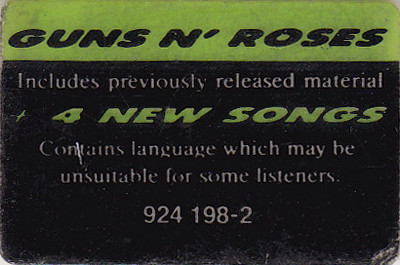 GUNS N' ROSES
Includes previously released material
+ 4 NEW SONGS
Contains language which may be
unsuitable for some listeners.
924 198-2